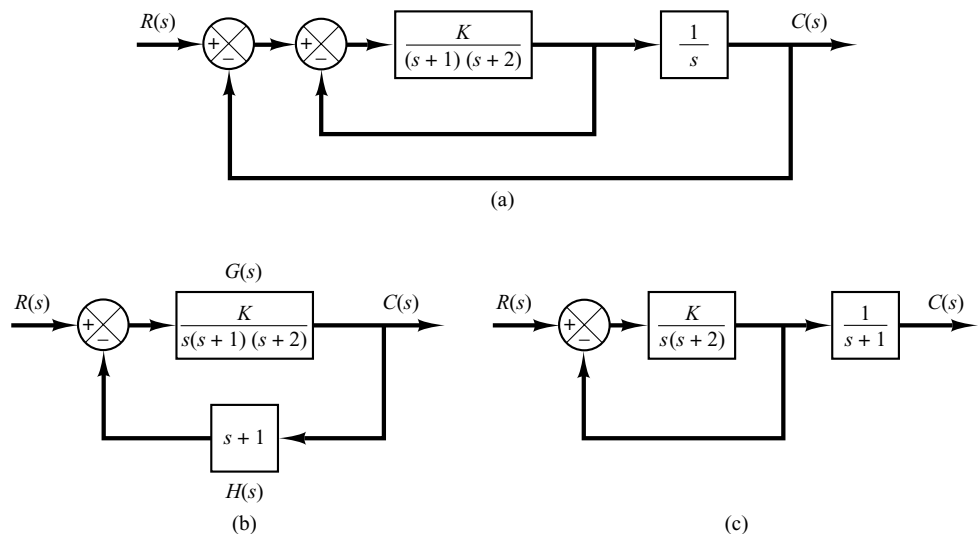 R(s)
+
−
+
−
K
(s + 1) (s + 2)
1
s
C(s)
(a)
G(s)
R(s)
+
−
K
s(s + 1) (s + 2)
C(s)
s + 1
H(s)
(b)
R(s)
+
−
K
s(s + 2)
1
s + 1
C(s)
(c)